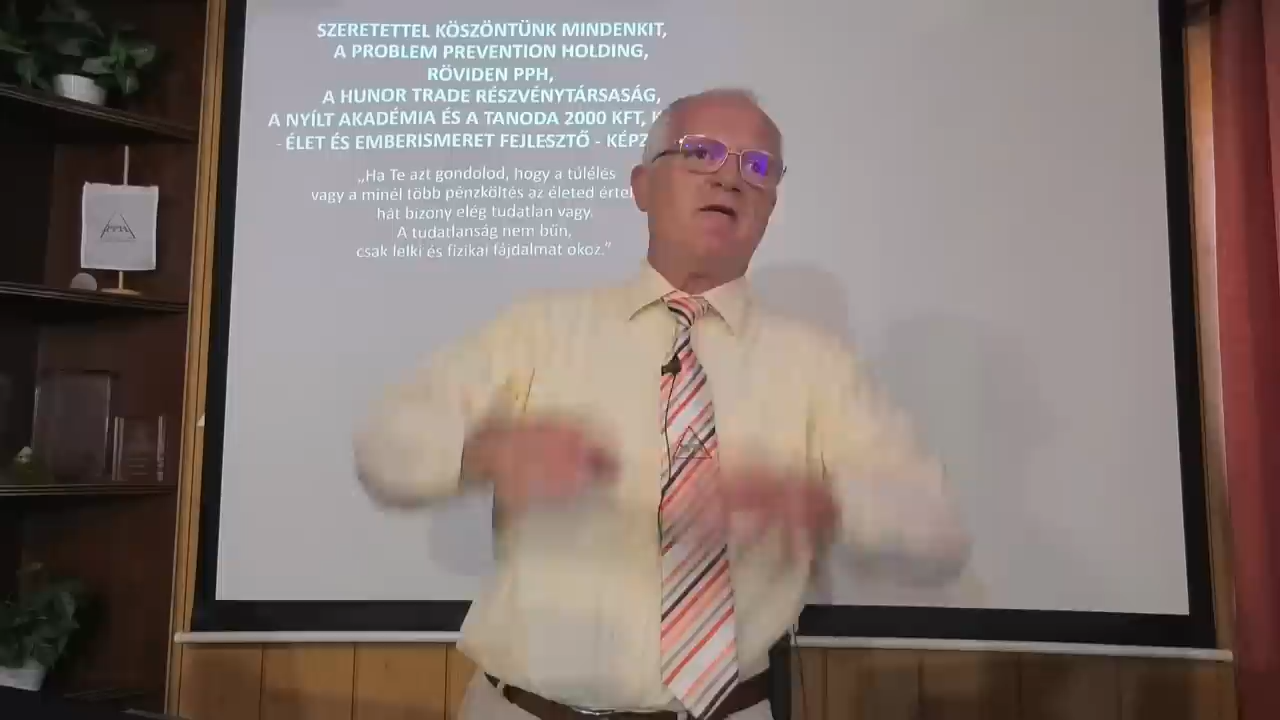 SZERETETTEL KÖSZÖNTÜNK MINDENKIT,
A PROBLEM PREVENTION HOLDING,
RÖVIDEN PPH,
A HUNOR TRADE RÉSZVÉNYTÁRSASÁG,
A NYÍLT AKADÉMIA ÉS A TANODA 2000 KFT,
- ÉLET ÉS EMBERISMERET FEJLESZTŐ -
„Ha Te azt gondolod, hogy a túlélés
vagy a minél több pénzköltés az életed
hát bizony elég tudatlan vagy.
A tudatlanság nem bűn,
csak lelki és fizikai fájdalmat okoz.”